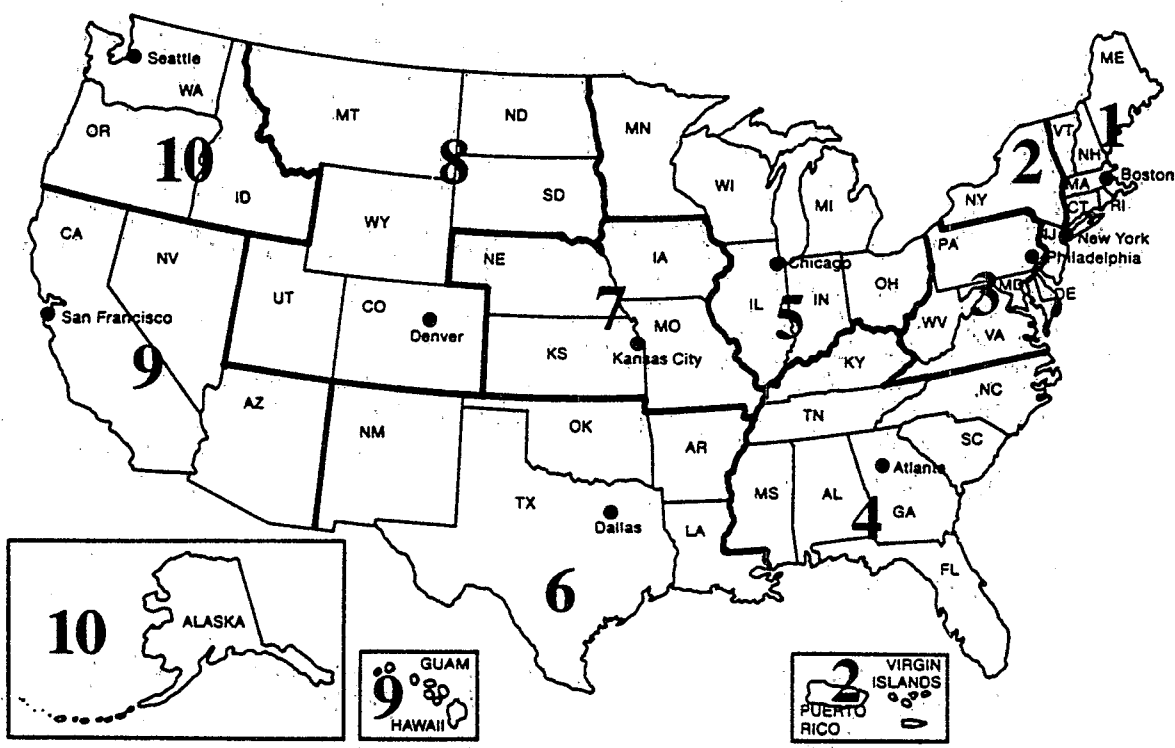 ME
Seattle
WA
MT
ND
MN
VT
1
OR
10
8
NH
2
Boston
ID
SD
WI
MI
NY
MA
CT
RI
WY
CA
NV
NE
IA
PA
NJ
New York
Philadelphia
Chicago
UT
CO
IL
IN
OH
MD
DE
3
7
5
San Francisco
Denver
MO
WV
VA
KS
Kansas City
KY
9
AZ
NM
OK
TN
NC
AR
SC
Atlanta
TX
MS
AL
GA
4
Dallas
LA
FL
6
10
ALASKA
GUAM
9
HAWAII
2
VIRGIN
ISLANDS
PUERTO
RICO